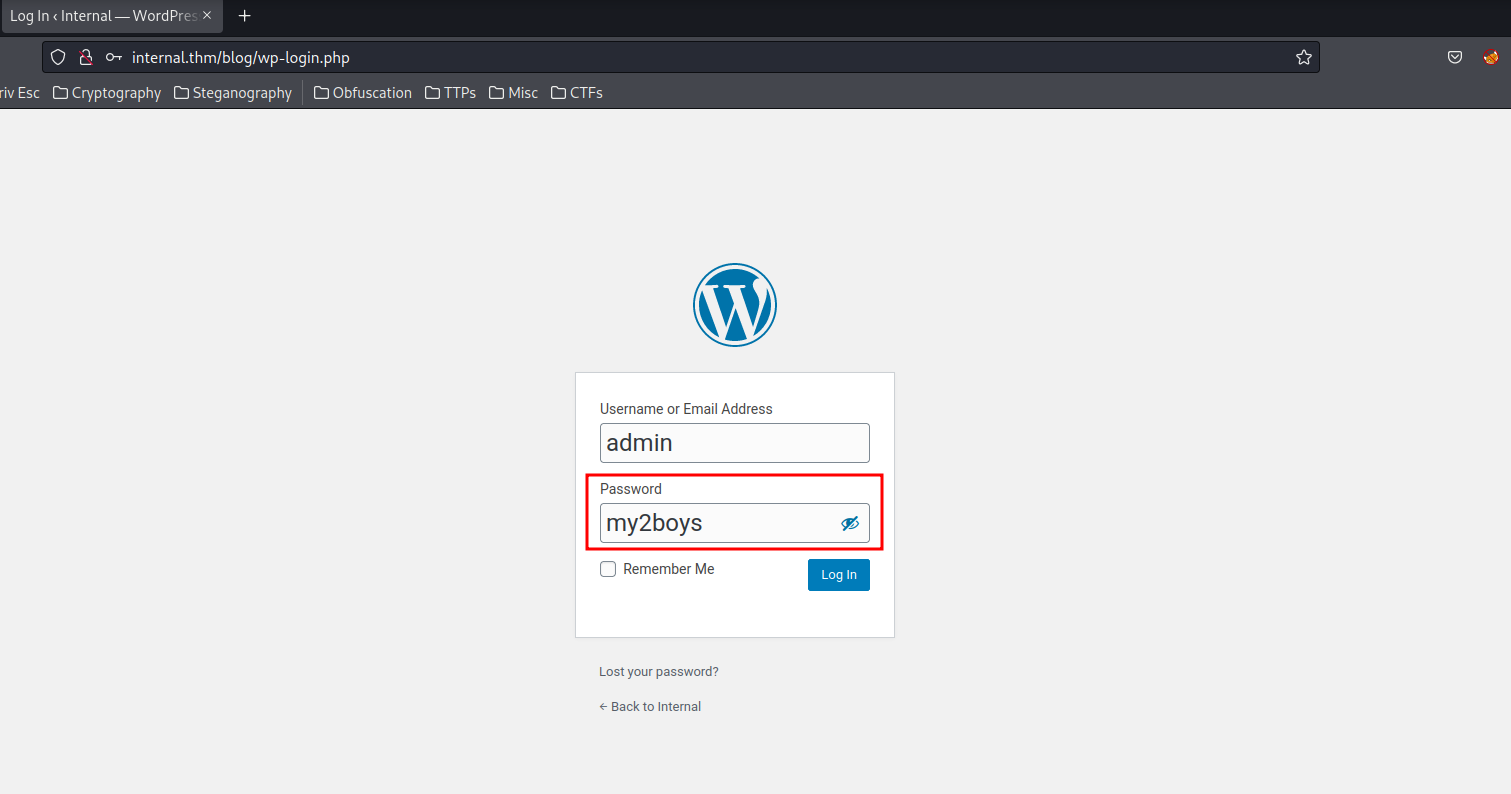 Log In ‹ Internal — WordPres
internal.thm/blog/wp-login.php
riv Esc Cryptography Steganography Obfuscation TTPs Misc CTFs
Username or Email Address
admin
Password
my2boys
Remember Me Log In
Lost your password?
← Back to Internal